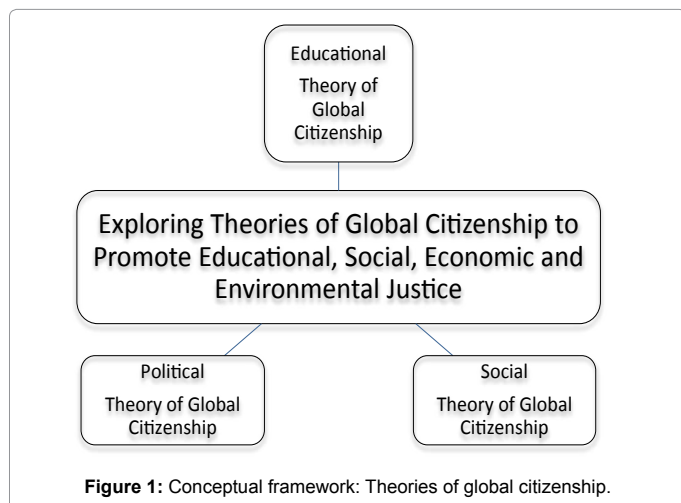 Educational
Theory of
Global
Citizenship
Exploring Theories of Global Citizenship to
Promote Educational, Social, Economic and
Environmental Justice
Political
Theory of Global
Citizenship
Social
Theory of Global
Citizenship
Figure 1: Conceptual framework: Theories of global citizenship.